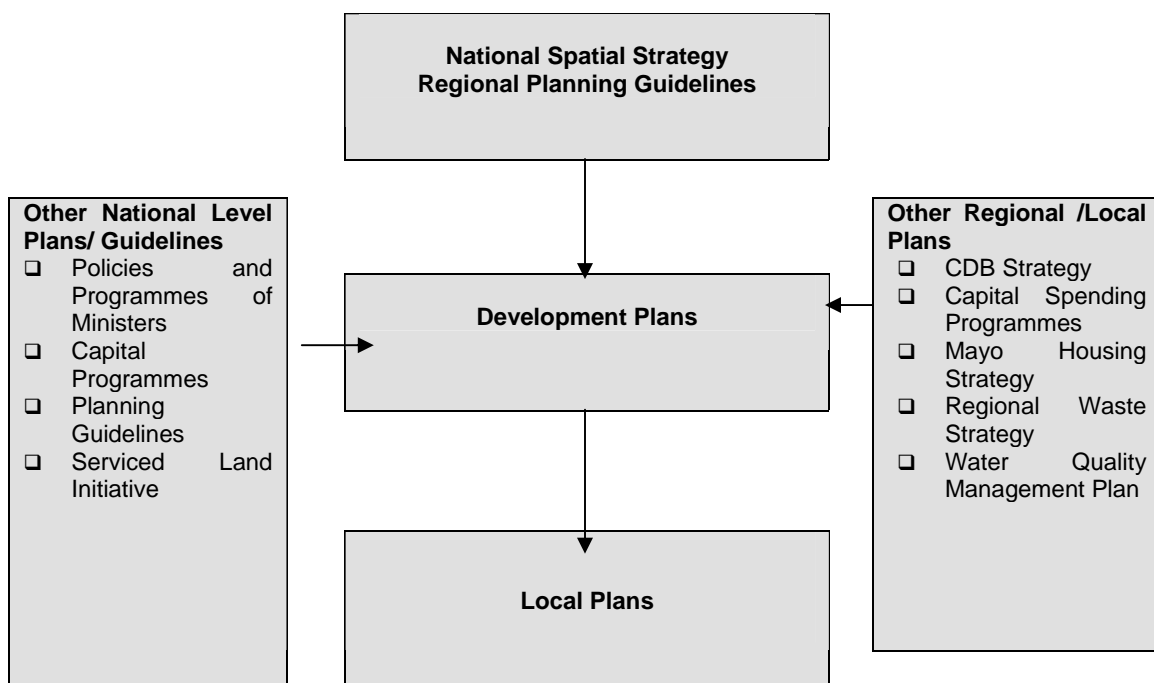 National Spatial Strategy
Regional Planning Guidelines
Other National Level
Plans/ Guidelines
❑ Policies and
Programmes of
Ministers
❑ Capital
Programmes
❑ Planning
Guidelines
❑ Serviced Land
Initiative
Development Plans
Other Regional /Local
Plans
❑ CDB Strategy
❑ Capital Spending
Programmes
❑ Mayo Housing
Strategy
❑ Regional Waste
Strategy
❑ Water Quality
Management Plan
Local Plans